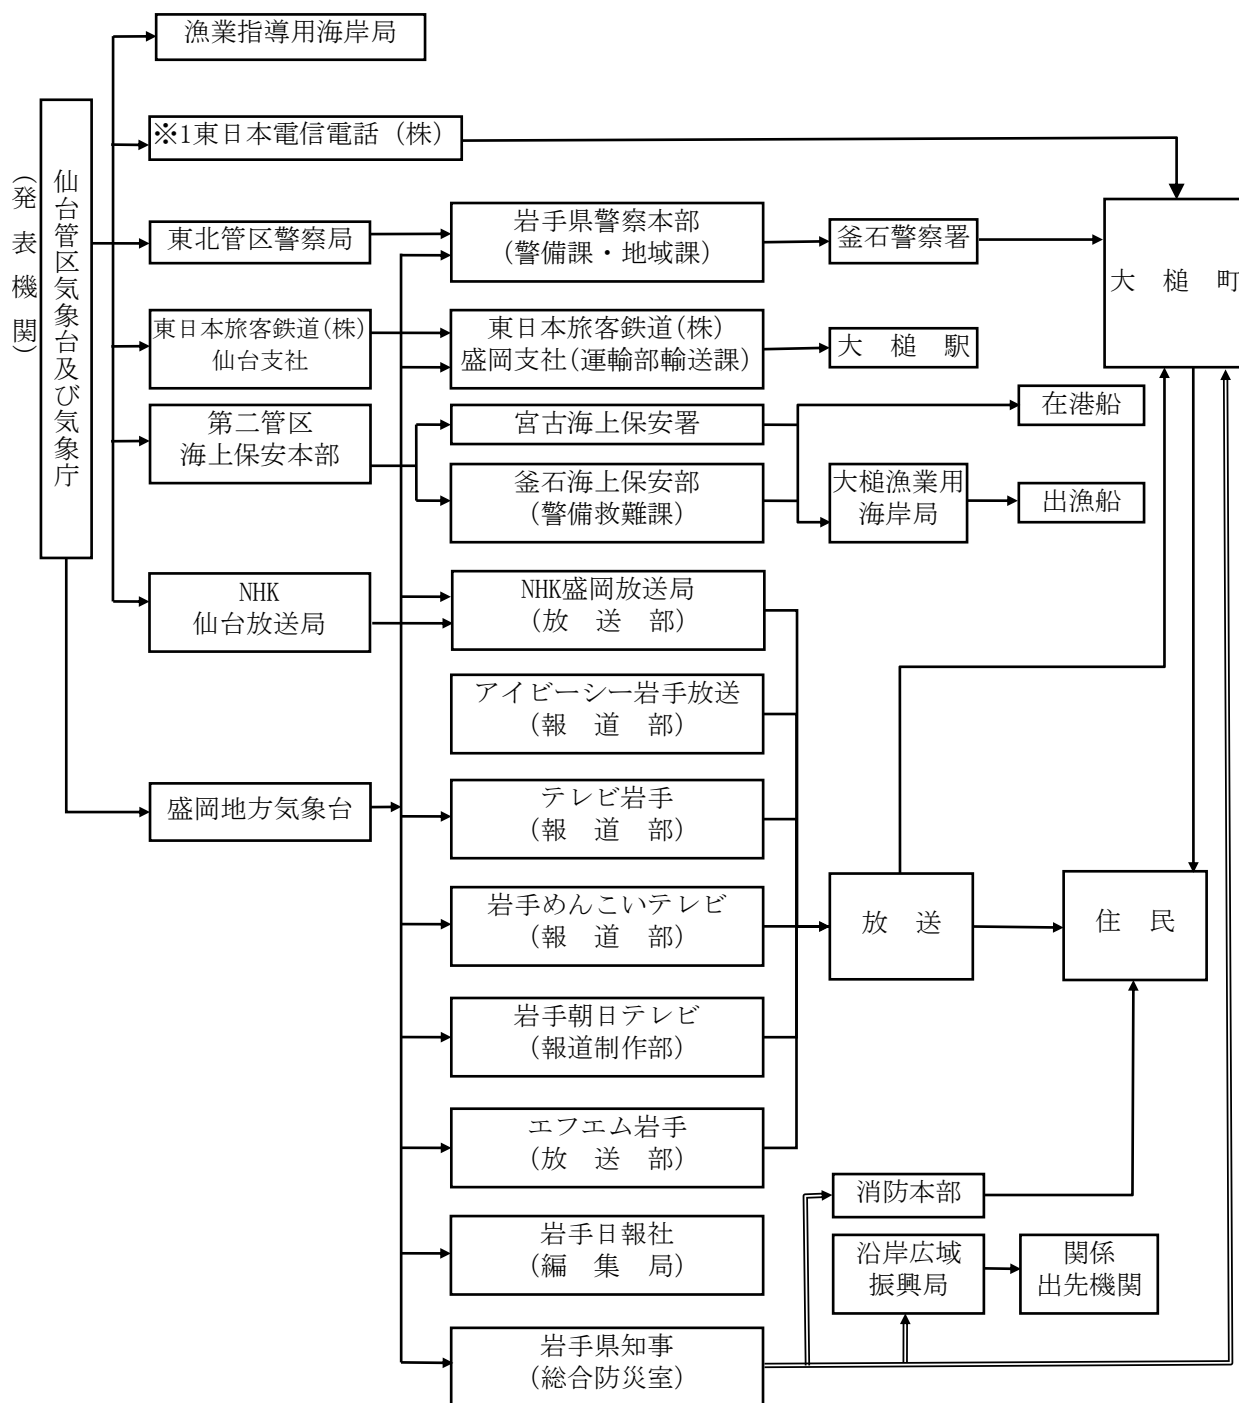 漁業指導用海岸局
※1東日本電信電話（株）
仙台管区気象台及び気象庁
(発表機関)
東北管区警察局
岩手県警察本部
(警備課・地域課)
釜石警察署
大　槌　町
東日本旅客鉄道(株)
仙台支社
東日本旅客鉄道(株)
盛岡支社(運輸部輸送課)
大　槌　駅
第二管区
海上保安本部
宮古海上保安署
在港船
釜石海上保安部
(警備救難課)
大槌漁業用
海岸局
出漁船
NHK
仙台放送局
NHK盛岡放送局
(放　送　部)
アイビーシー岩手放送
(報　道　部)
盛岡地方気象台
テレビ岩手
(報　道　部)
岩手めんこいテレビ
(報　道　部)
放　送
住　民
岩手朝日テレビ
(報道制作部)
エフエム岩手
(放　送　部)
消防本部
岩手日報社
(編　集　局)
沿岸広域
振興局
関係
出先機関
岩手県知事
(総合防災室)